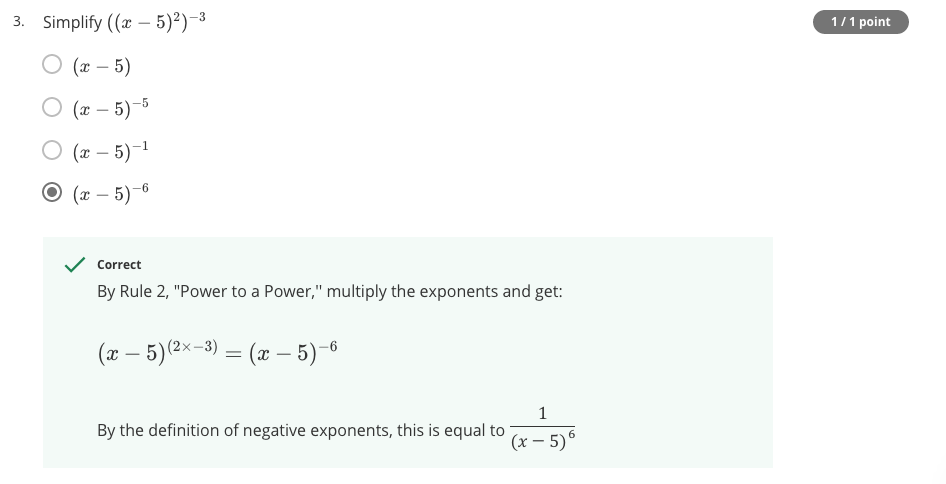 3. Simplify ((x − 5)²)⁻³
1 / 1 point
(x − 5)
(x − 5)⁻⁵
(x − 5)⁻¹
(x − 5)⁻⁶
Correct
By Rule 2, "Power to a Power,'' multiply the exponents and get:
(x − 5)^(2×−3) = (x − 5)⁻⁶
By the definition of negative exponents, this is equal to 1/(x − 5)⁶